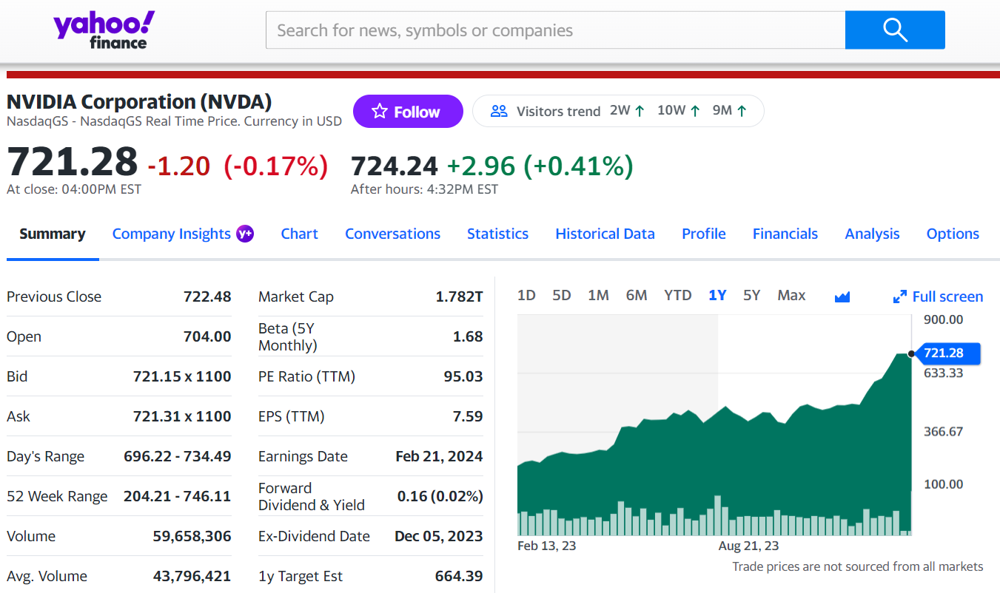 yahoo!
finance
Search for news, symbols or companies
NVIDIA Corporation (NVDA)
NasdaqGS - NasdaqGS Real Time Price. Currency in USD
Follow
Visitors trend 2W ↑ 10W ↑ 9M ↑
721.28 -1.20 (-0.17%)
At close: 04:00PM EST
724.24 +2.96 (+0.41%)
After hours: 4:32PM EST
Summary
Company Insights y+
Chart
Conversations
Statistics
Historical Data
Profile
Financials
Analysis
Options
Previous Close 722.48
Open 704.00
Bid 721.15 x 1100
Ask 721.31 x 1100
Day's Range 696.22 - 734.49
52 Week Range 204.21 - 746.11
Volume 59,658,306
Avg. Volume 43,796,421
Market Cap 1.782T
Beta (5Y
Monthly) 1.68
PE Ratio (TTM) 95.03
EPS (TTM) 7.59
Earnings Date Feb 21, 2024
Forward
Dividend & Yield 0.16 (0.02%)
Ex-Dividend Date Dec 05, 2023
1y Target Est 664.39
1D 5D 1M 6M YTD 1Y 5Y Max
Full screen
900.00
721.28
633.33
366.67
100.00
Feb 13, 23
Aug 21, 23
Trade prices are not sourced from all markets